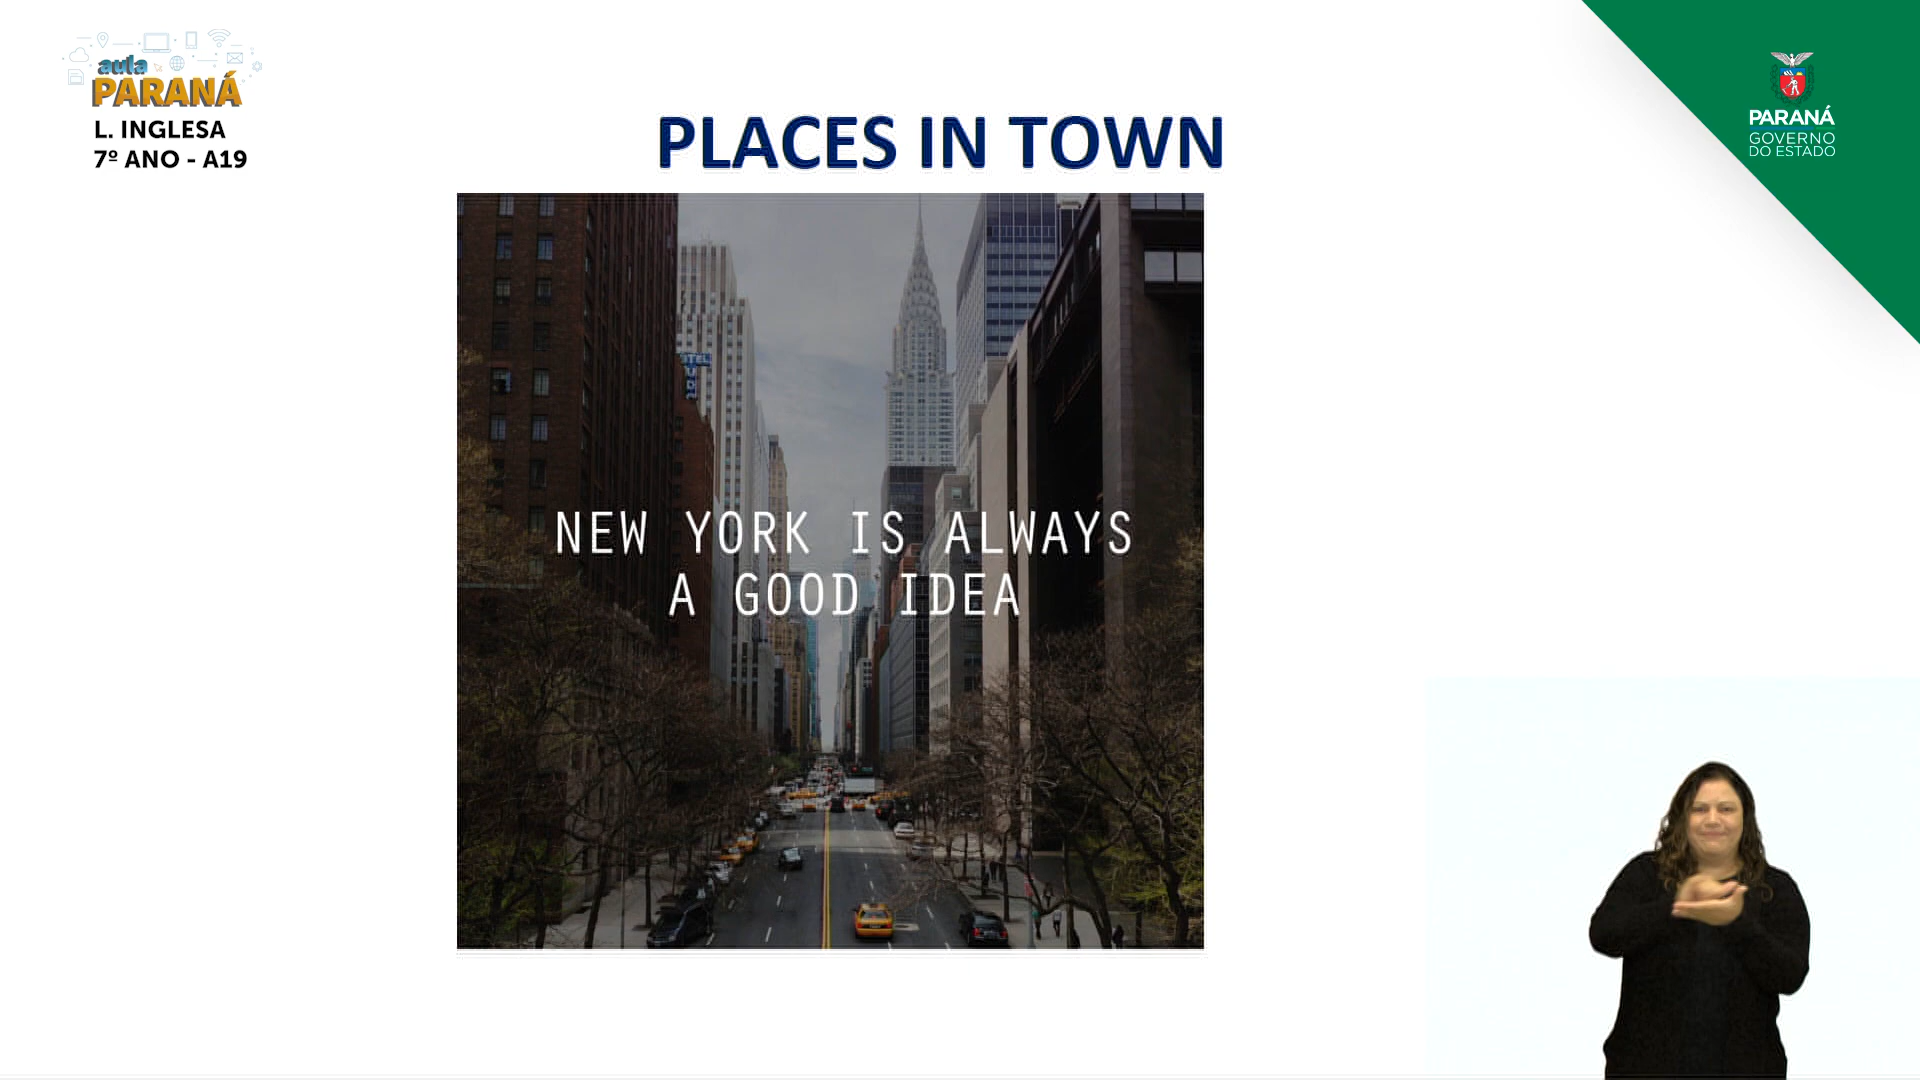 aula
PARANÁ
L. INGLESA
7º ANO - A19
PLACES IN TOWN
PARANÁ
GOVERNO
DO ESTADO
NEW YORK IS ALWAYS
A GOOD IDEA